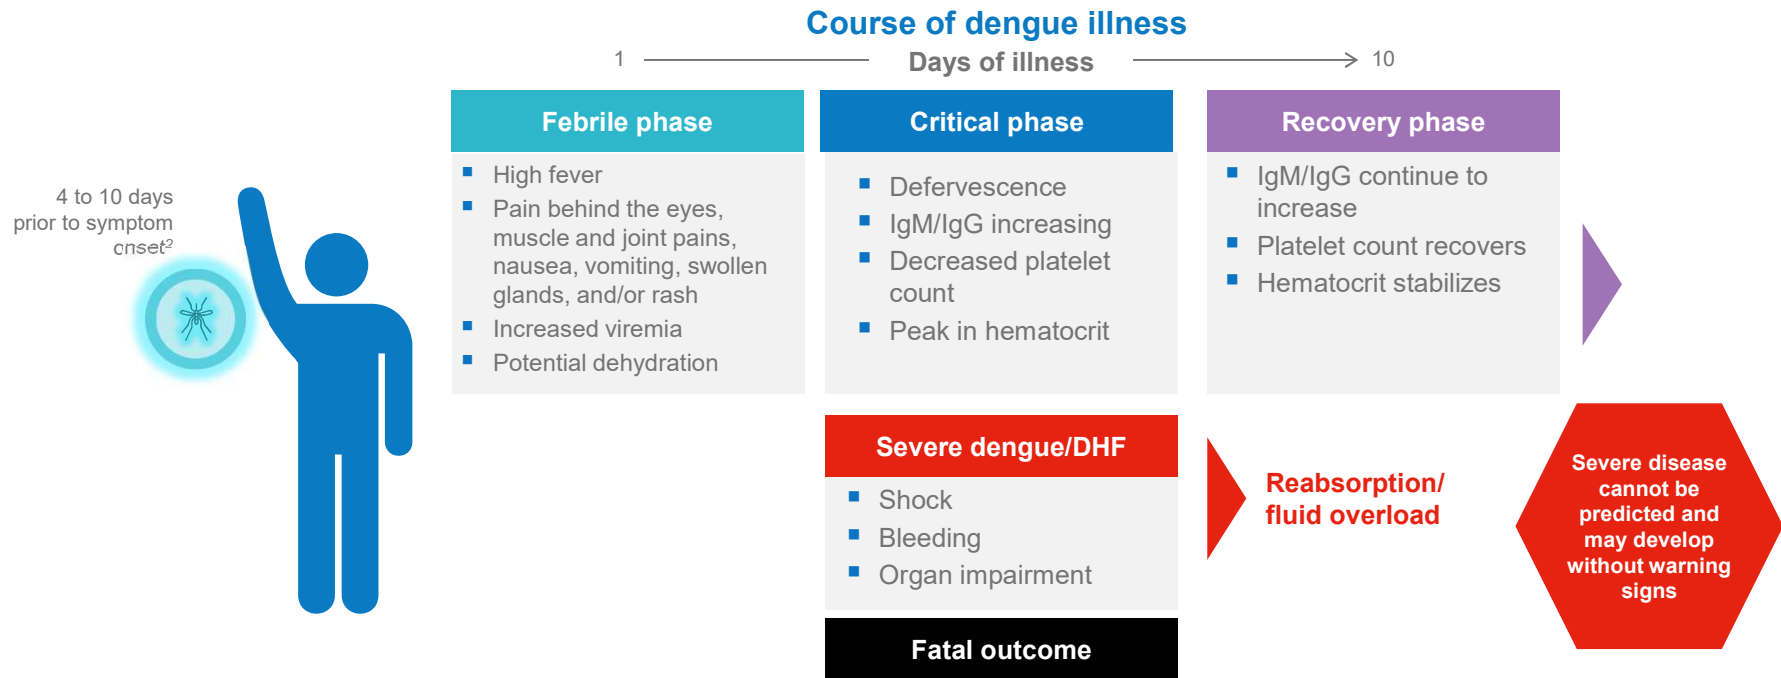 Course of dengue illness
1
Days of illness
10
4 to 10 days
prior to symptom
onset²
Febrile phase
High fever
Pain behind the eyes,
muscle and joint pains,
nausea, vomiting, swollen
glands, and/or rash
Increased viremia
Potential dehydration
Critical phase
Defervescence
IgM/IgG increasing
Decreased platelet
count
Peak in hematocrit
Recovery phase
IgM/IgG continue to
increase
Platelet count recovers
Hematocrit stabilizes
Severe dengue/DHF
Shock
Bleeding
Organ impairment
Fatal outcome
Reabsorption/
fluid overload
Severe disease
cannot be
predicted and
may develop
without warning
signs